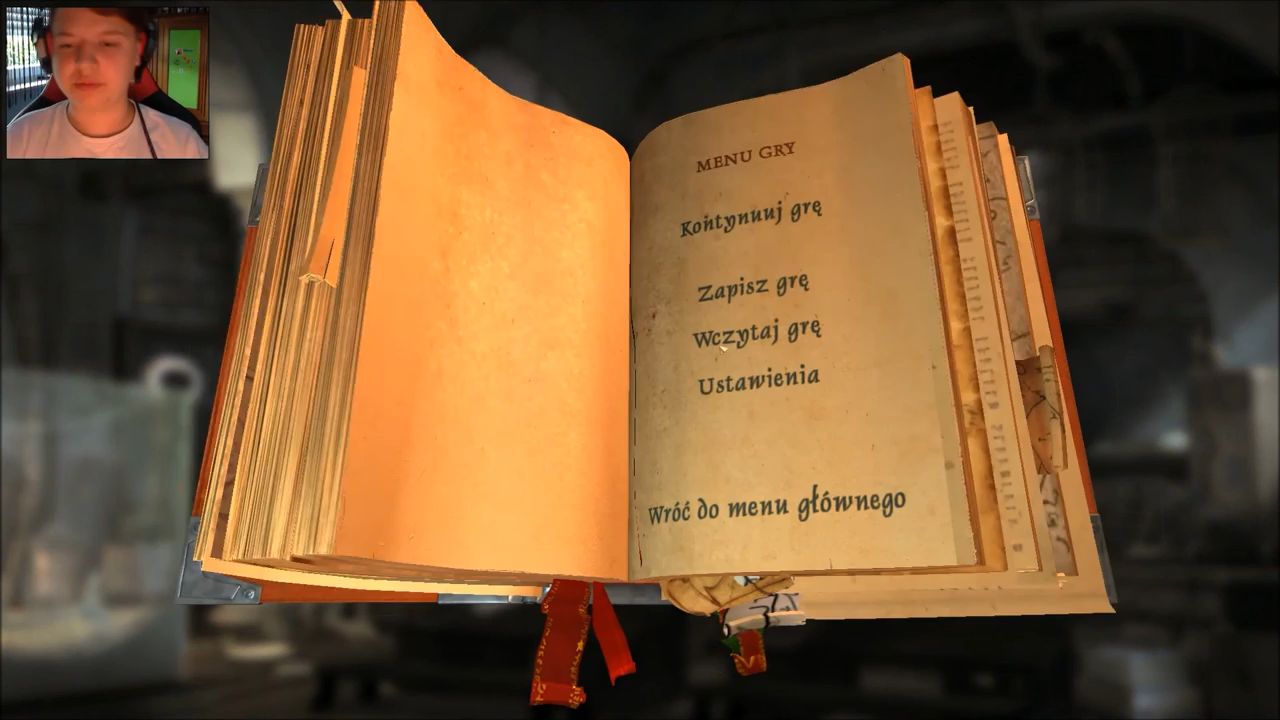 MENU GRY
Kontynuuj grę
Zapisz grę
Wczytaj grę
Ustawienia
Wróć do menu głównego